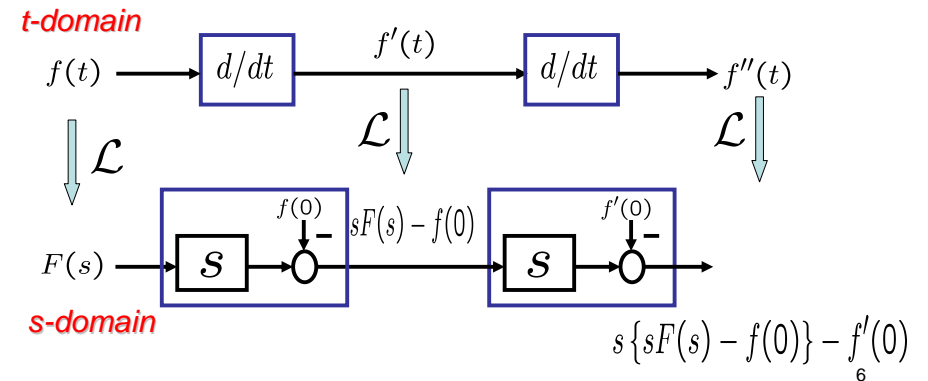 t-domain
f(t) d/dt f′(t) d/dt f″(t)
ℒ ℒ ℒ
f(0) sF(s) − f(0) f′(0)
F(s) s − s −
s-domain
s{sF(s) − f(0)} − f′(0)
6